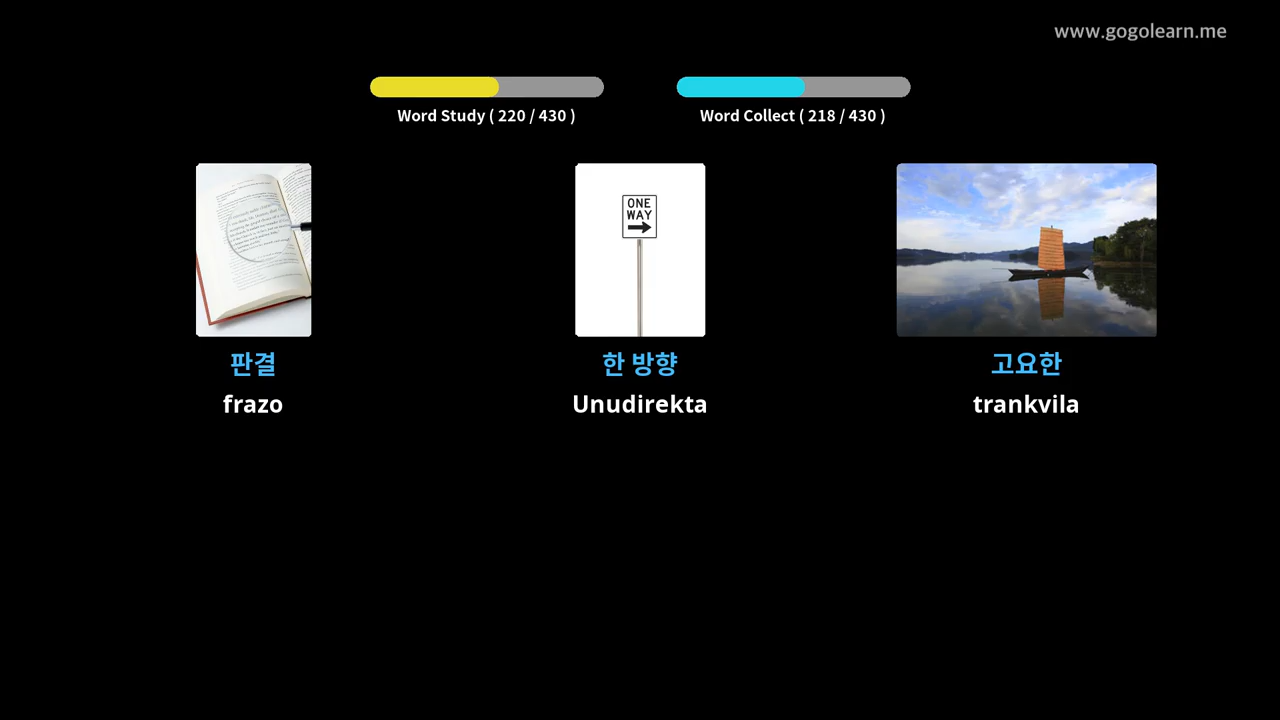 www.gogolearn.me
Word Study ( 220 / 430 )
Word Collect ( 218 / 430 )
ONE
WAY
판결
한 방향
고요한
frazo
Unudirekta
trankvila